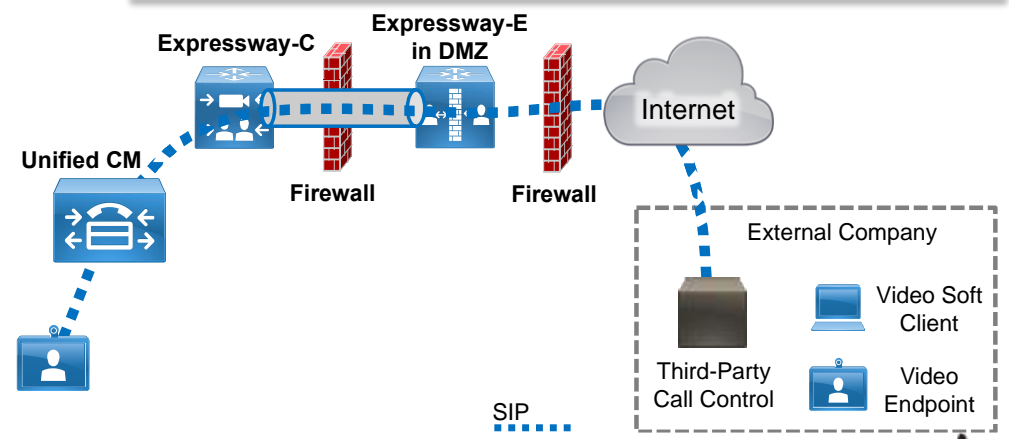 Expressway-C
Expressway-E
in DMZ
Internet
Unified CM
Firewall
Firewall
External Company
Video Soft
Client
Third-Party
Call Control
Video
Endpoint
SIP